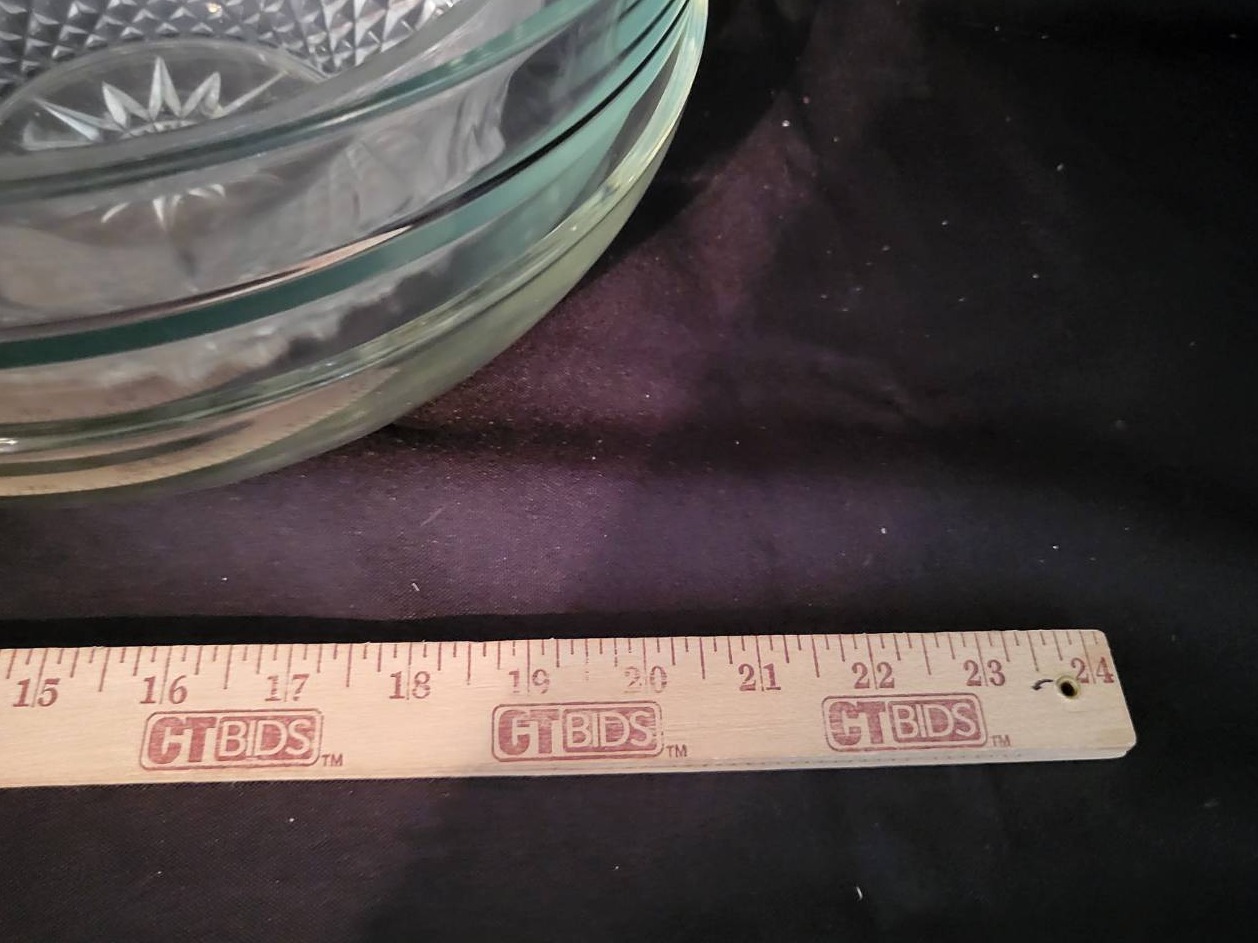 15 16 17 18 19 20 21 22 23 24
CTBIDS™ CTBIDS™ CTBIDS™